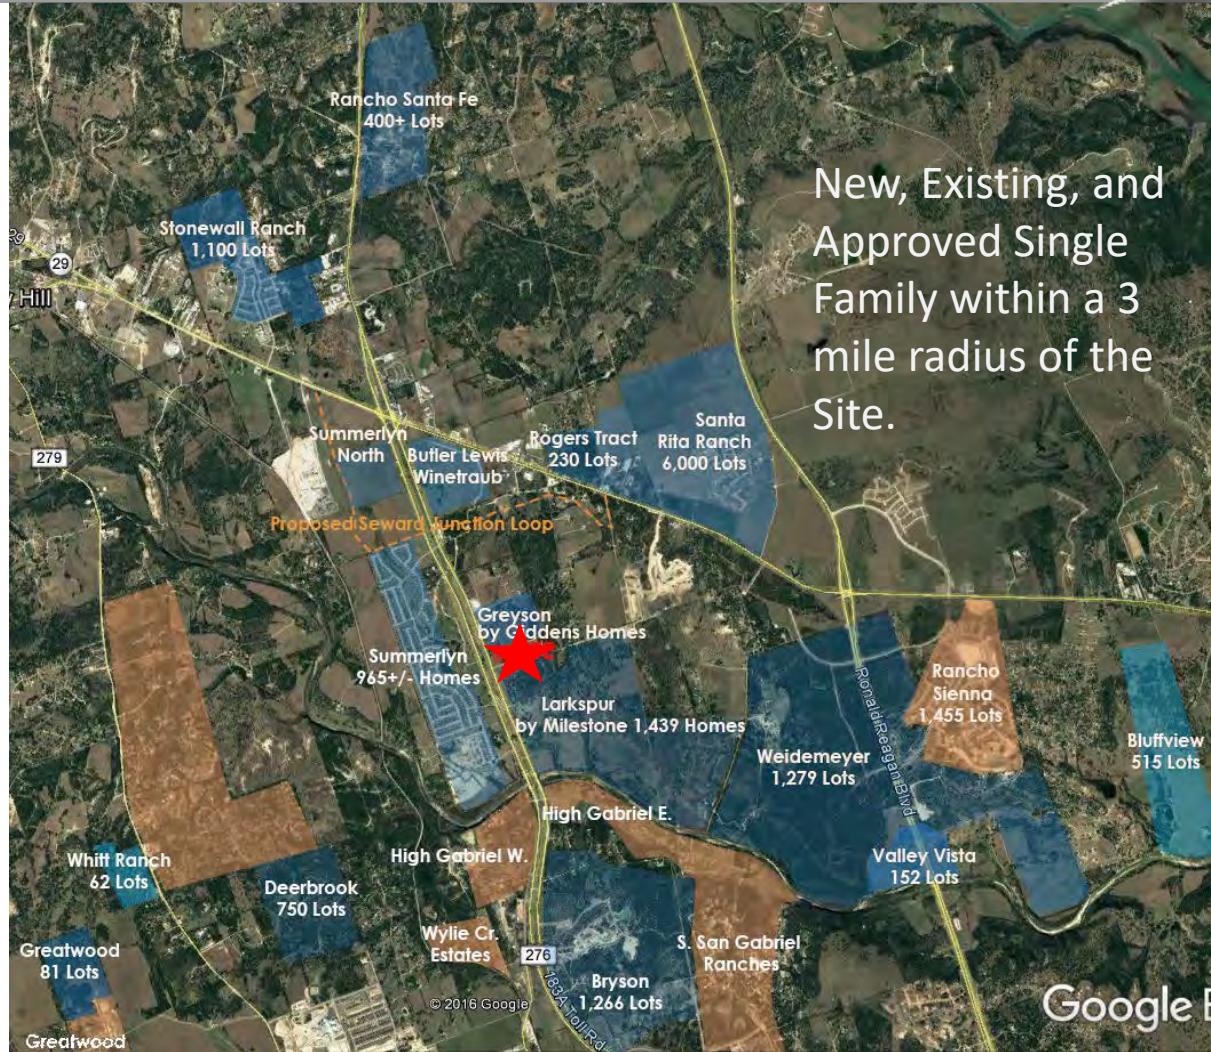 Rancho Santa Fe
400+ Lots
New, Existing, and
Approved Single
Family within a 3
mile radius of the
Site.
Stonewall Ranch
1,100 Lots
29
Hill
Santa
Rita Ranch
6,000 Lots
Rogers Tract
230 Lots
Summerlyn
North
Butler Lewis
Winetraub
279
Proposed Seward Junction Loop
Greyson
by Giddens Homes
Summerlyn
965+/- Homes
Larkspur
by Milestone 1,439 Homes
Rancho
Sienna
1,455 Lots
Ronald Reagan Blvd
Weidemeyer
1,279 Lots
Bluffview
515 Lots
High Gabriel E.
High Gabriel W.
Valley Vista
152 Lots
Whitt Ranch
62 Lots
Deerbrook
750 Lots
Wylie Cr.
Estates
S. San Gabriel
Ranches
Greatwood
81 Lots
276
Bryson
1,266 Lots
183A Toll Rd
© 2016 Google
Google E
Greatwood